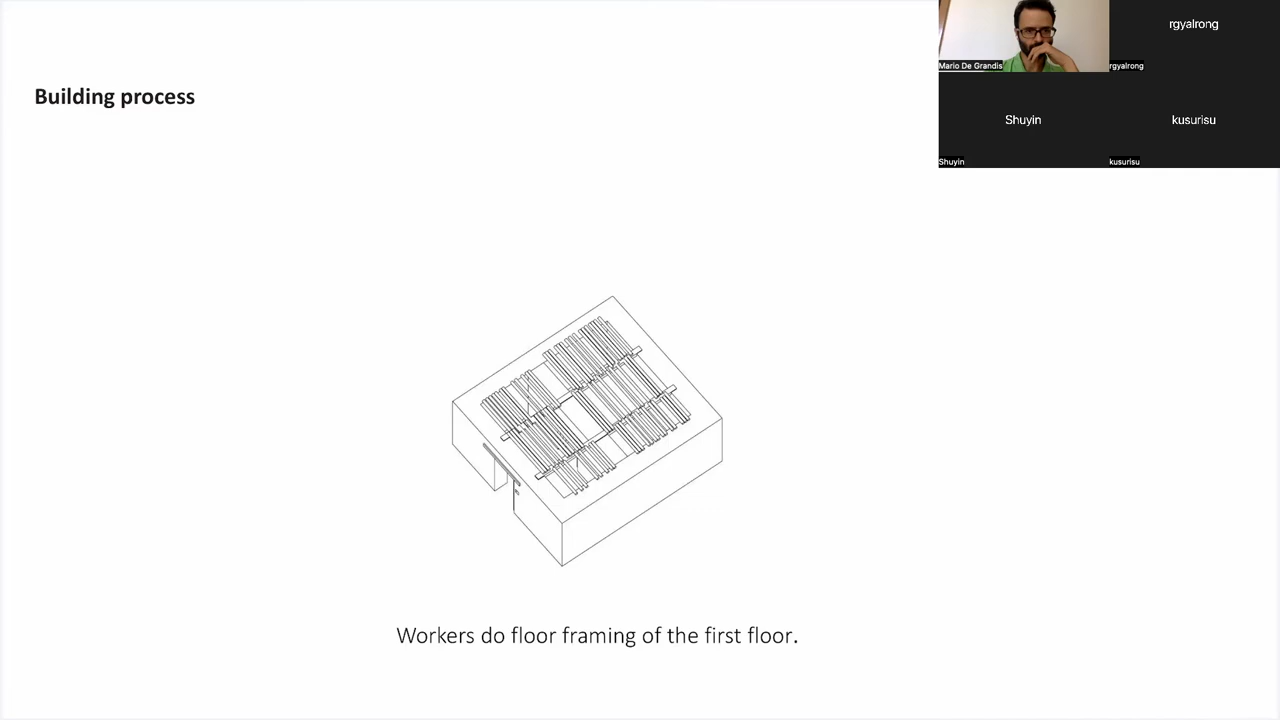 Building process
Mario De Grandis
rgyalrong
rgyalrong
Shuyin
kusurisu
Shuyin
kusurisu
Workers do floor framing of the first floor.